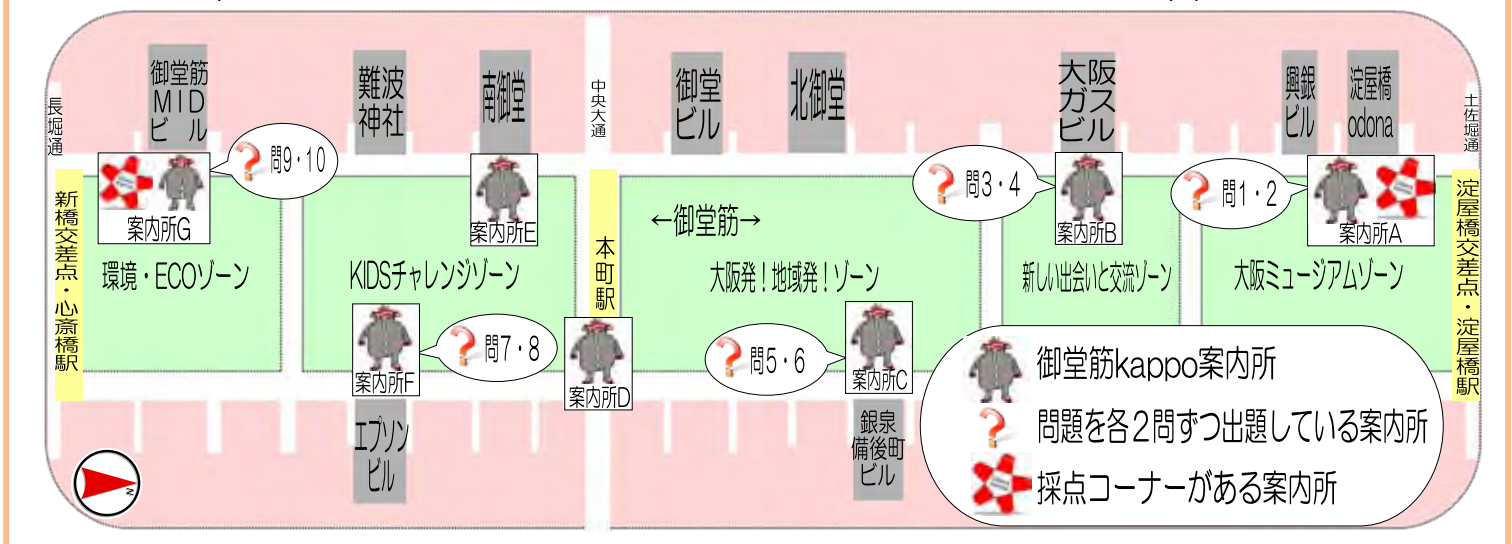 長堀通
御堂筋
MID
ビル
難波
神社
南御堂
中央大通
御堂
ビル
北御堂
大阪
ガス
ビル
興銀
ビル
淀屋橋
odona
土佐堀通
問9・10
問3・4
問1・2
案内所G
案内所E
案内所B
案内所A
新橋交差点・心斎橋駅
本町駅
淀屋橋交差点・淀屋橋駅
←御堂筋→
環境・ECOゾーン
KIDSチャレンジゾーン
大阪発！地域発！ゾーン
新しい出会いと交流ゾーン
大阪ミュージアムゾーン
問7・8
問5・6
案内所F
案内所D
案内所C
エプソン
ビル
銀泉
備後町
ビル
御堂筋kappo案内所
問題を各2問ずつ出題している案内所
採点コーナーがある案内所
N